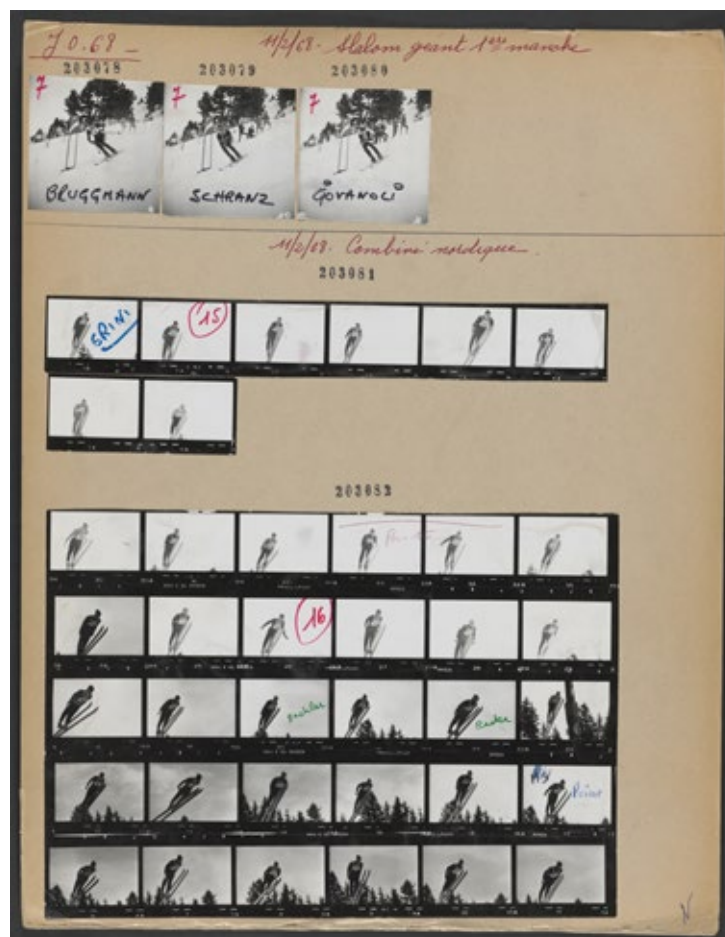 J O. 68 -
11/2/68 - Slalom géant 1ère manche
203078 203079 203080
7 7 7
BRUGGMANN SCHRANZ GIOVANOLI
11/2/68. Combiné nordique.
203081
15
203082
16